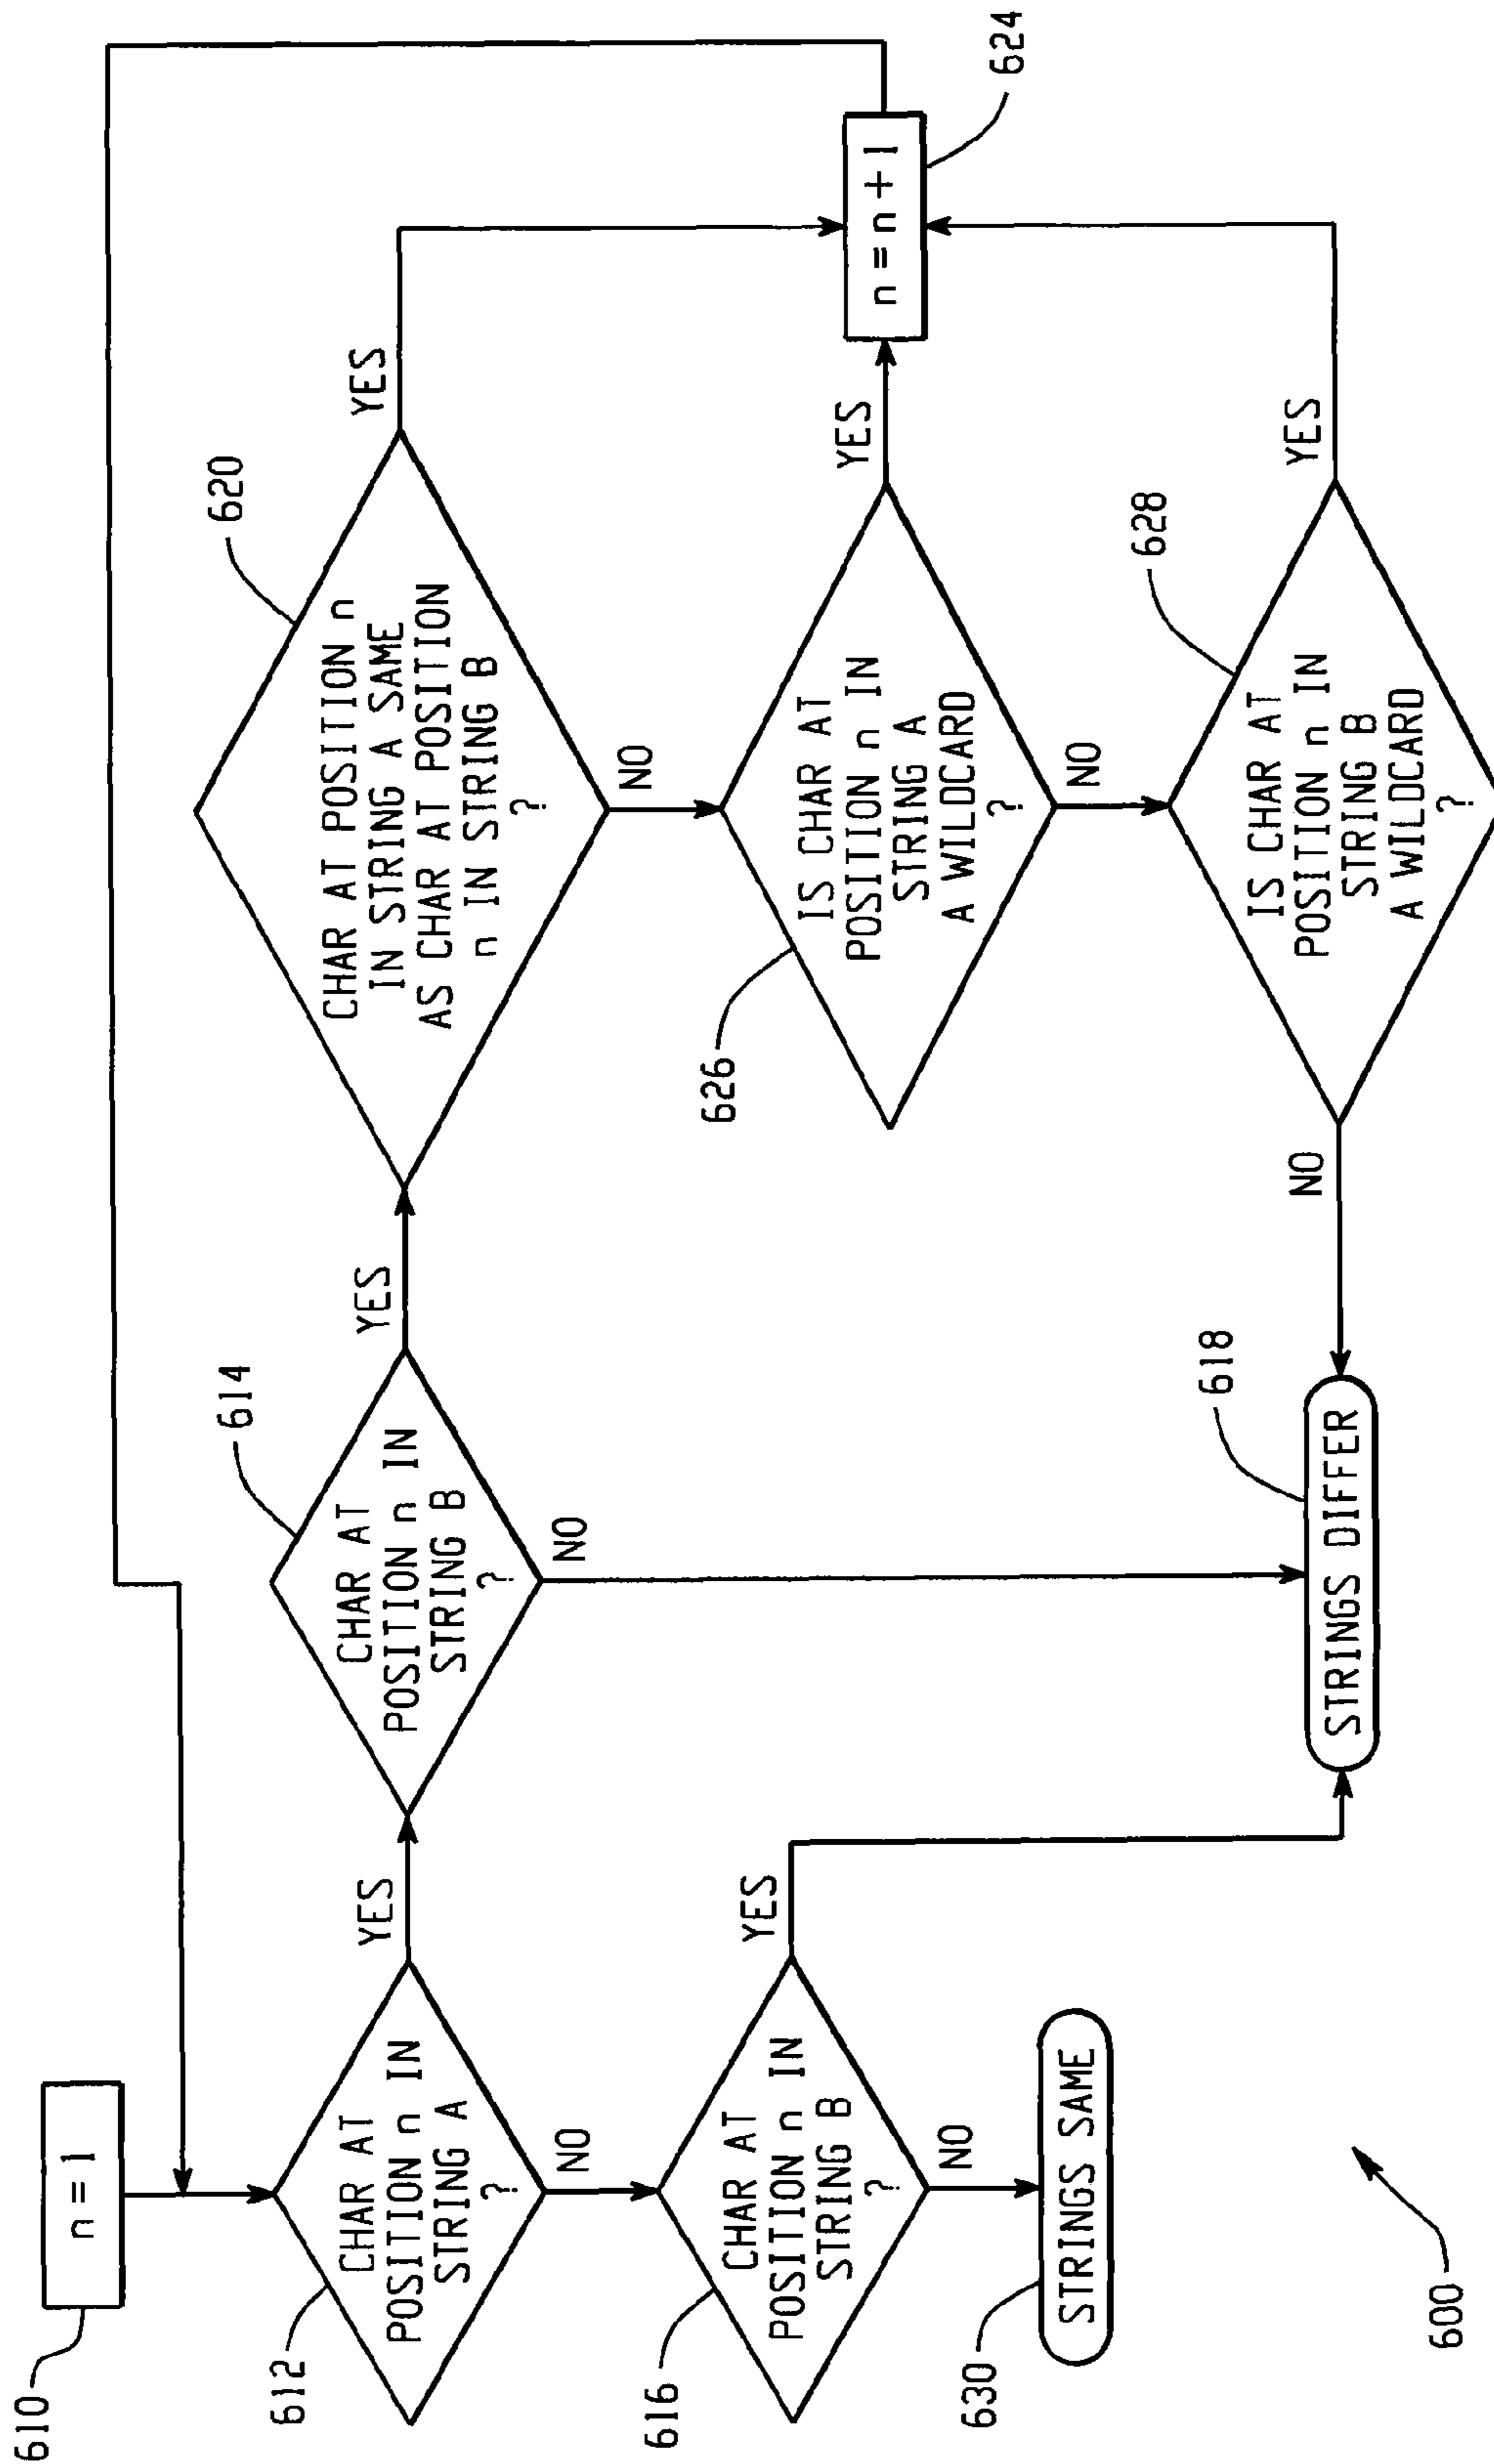 610
n = 1
612
CHAR AT
POSITION n IN
STRING A
?
YES
NO
614
CHAR AT
POSITION n IN
STRING B
?
YES
NO
620
CHAR AT POSITION n
IN STRING A SAME
AS CHAR AT POSITION
n IN STRING B
?
YES
NO
616
CHAR AT
POSITION n IN
STRING B
?
YES
NO
626
IS CHAR AT
POSITION n IN
STRING A
A WILDCARD
?
YES
NO
n = n + 1
624
630
STRINGS SAME
618
STRINGS DIFFER
NO
628
IS CHAR AT
POSITION n IN
STRING B
A WILDCARD
?
YES
600